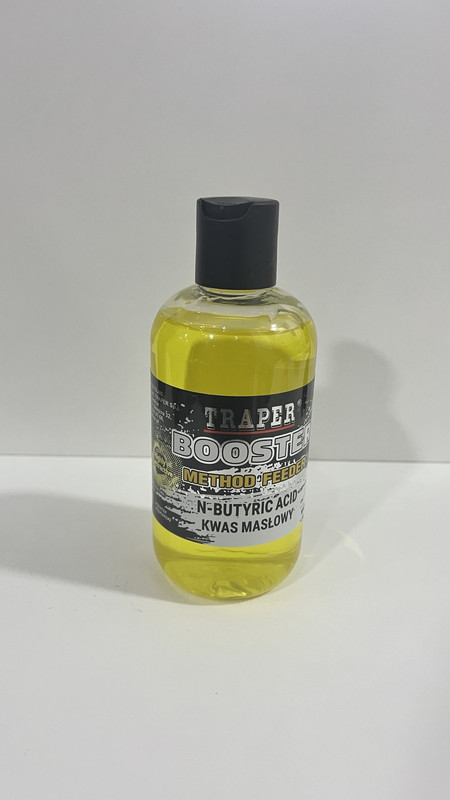 TRAPER
BOOSTER
METHOD FEEDER
N-BUTYRIC ACID
KWAS MASŁOWY